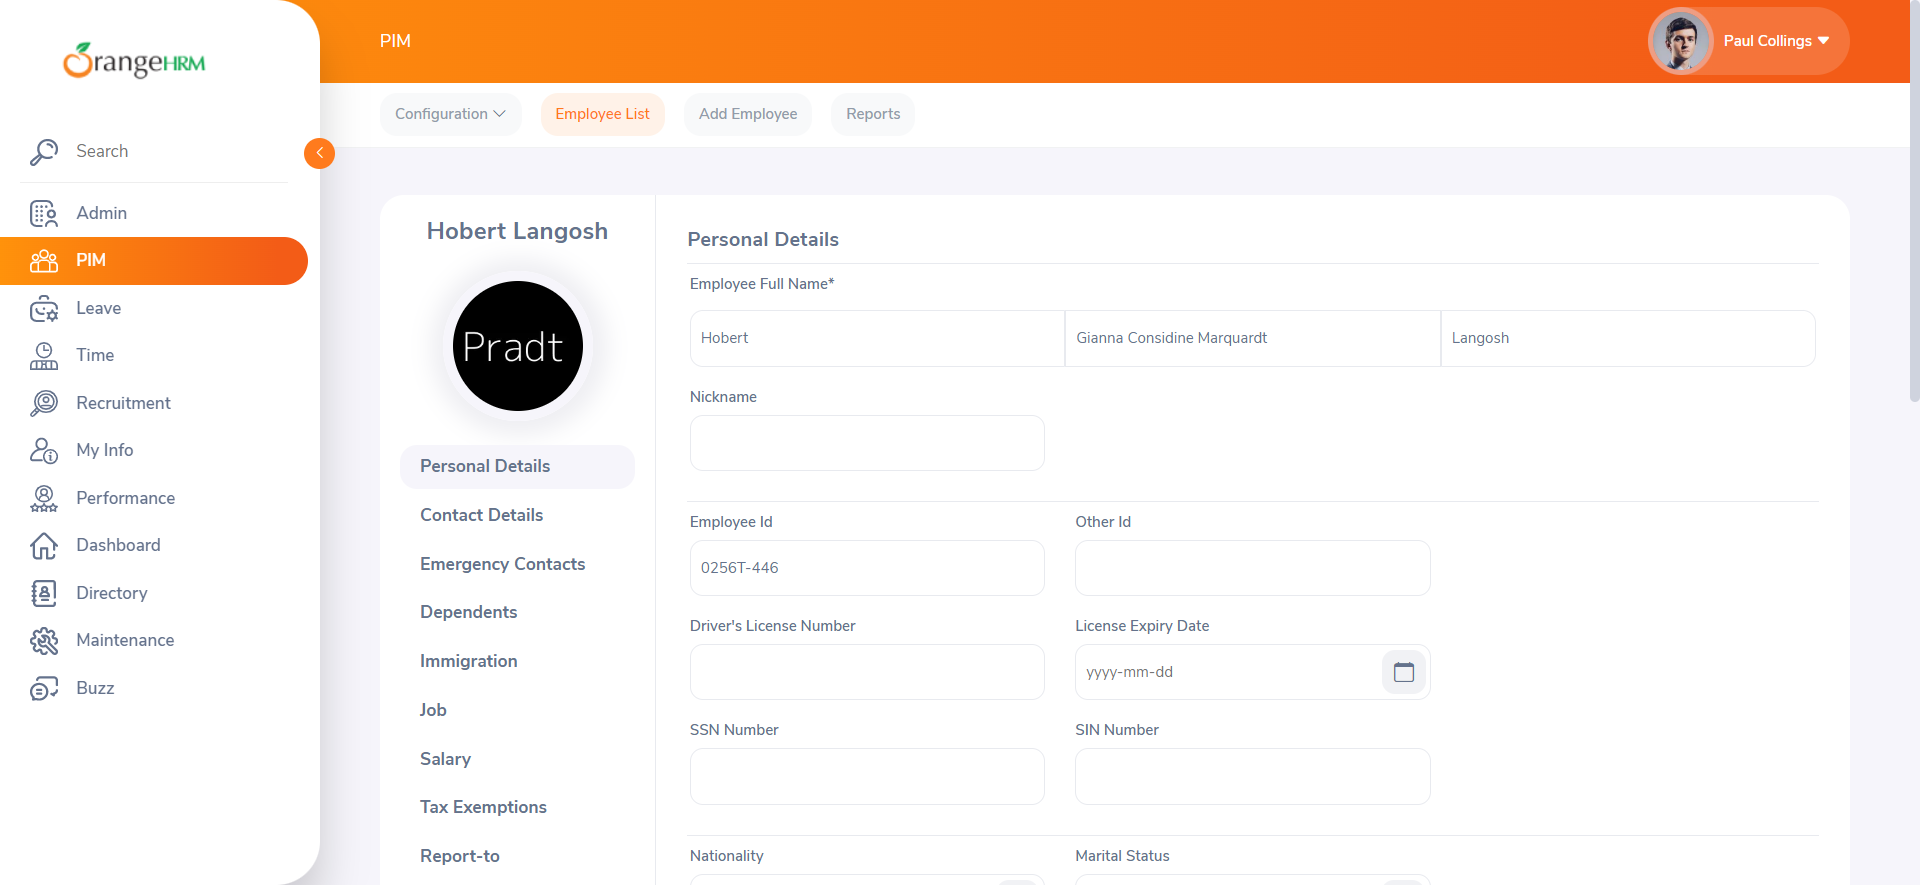 OrangeHRM
PIM
Paul Collings
Configuration
Employee List
Add Employee
Reports
Search
Admin
PIM
Leave
Time
Recruitment
My Info
Performance
Dashboard
Directory
Maintenance
Buzz
Hobert Langosh
Pradt
Personal Details
Contact Details
Emergency Contacts
Dependents
Immigration
Job
Salary
Tax Exemptions
Report-to
Personal Details
Employee Full Name*
Hobert
Gianna Considine Marquardt
Langosh
Nickname
Employee Id
Other Id
0256T-446
Driver's License Number
License Expiry Date
yyyy-mm-dd
SSN Number
SIN Number
Nationality
Marital Status